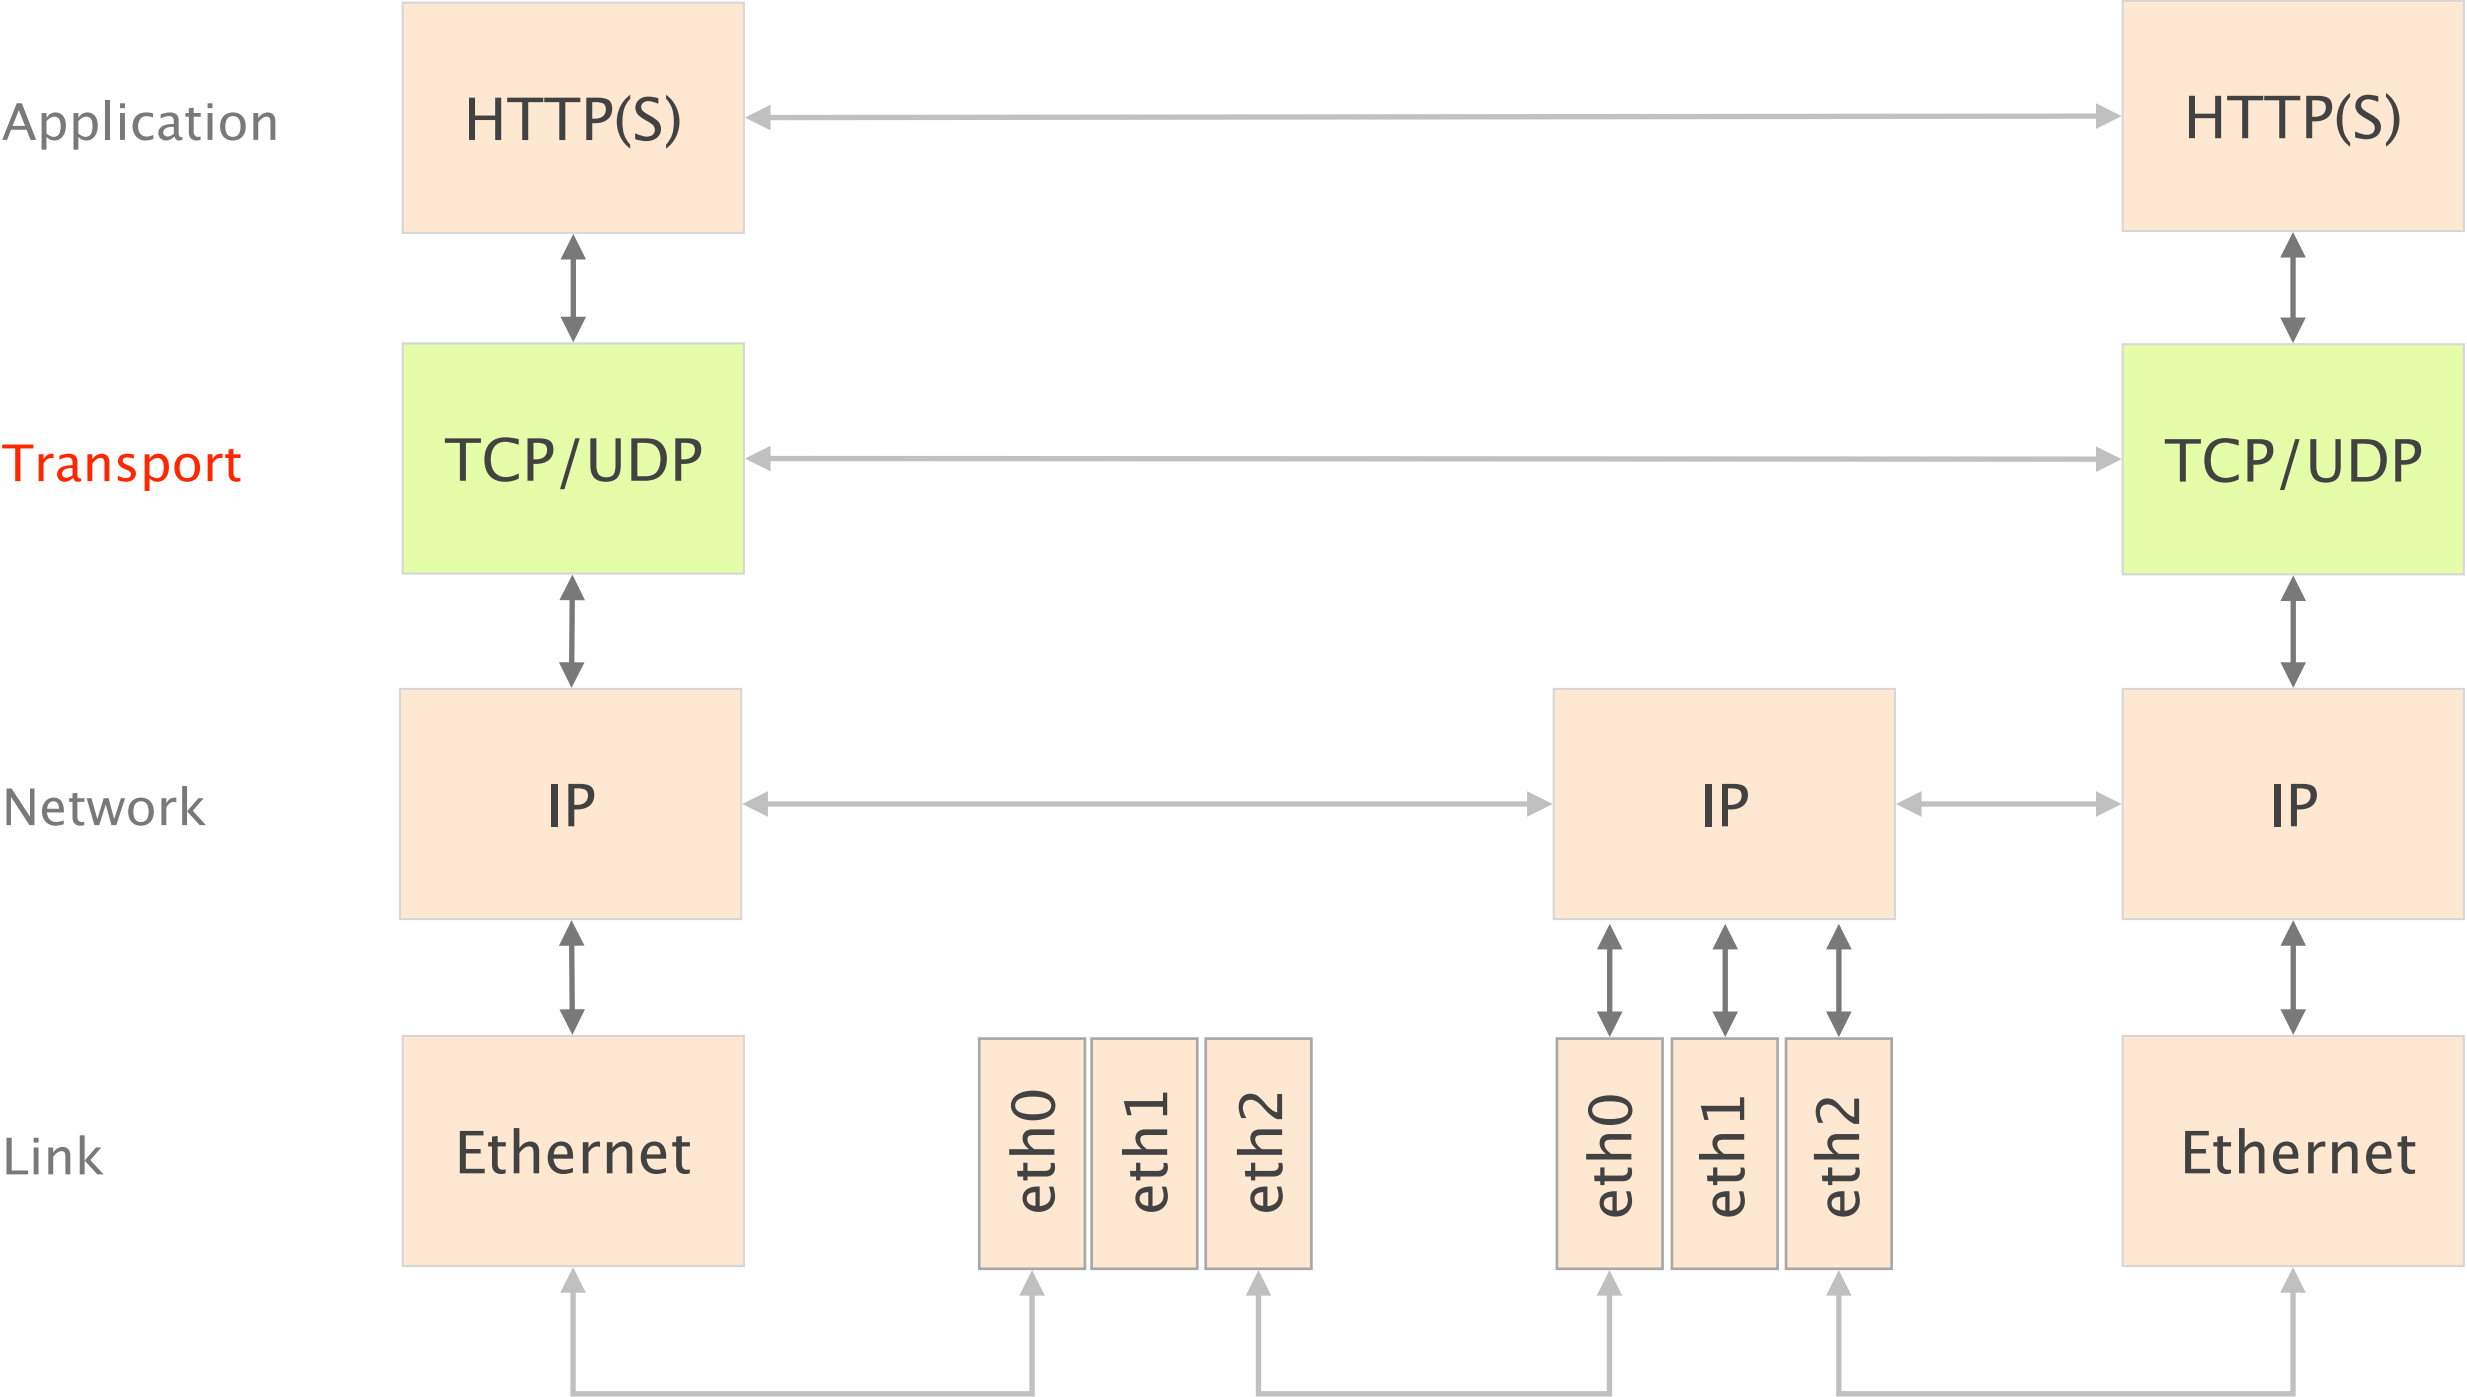 Application
HTTP(S)
HTTP(S)
Transport
TCP/UDP
TCP/UDP
Network
IP
IP
IP
Link
Ethernet
eth0
eth1
eth2
eth0
eth1
eth2
Ethernet